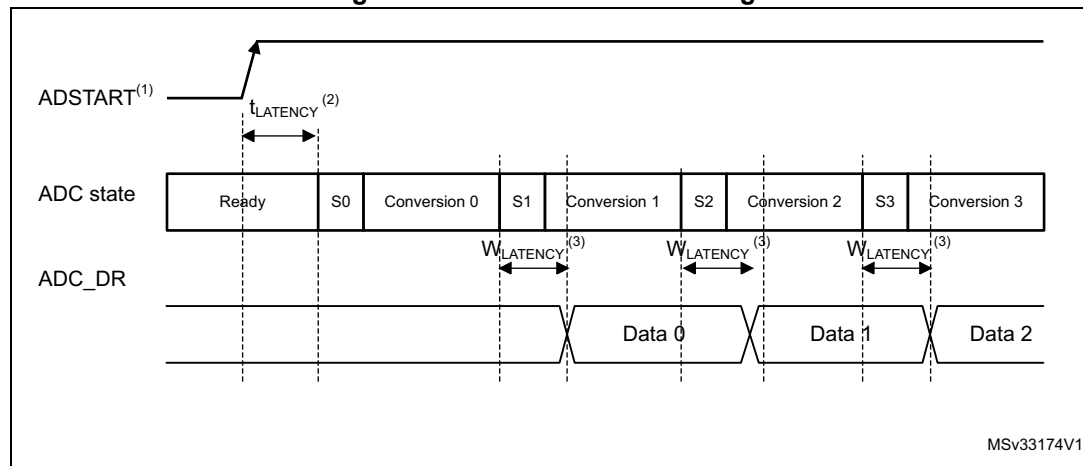 ADSTART(1)
tLATENCY (2)
ADC state
Ready S0 Conversion 0 S1 Conversion 1 S2 Conversion 2 S3 Conversion 3
WLATENCY(3) WLATENCY(3) WLATENCY(3)
ADC_DR
Data 0 Data 1 Data 2
MSv33174V1